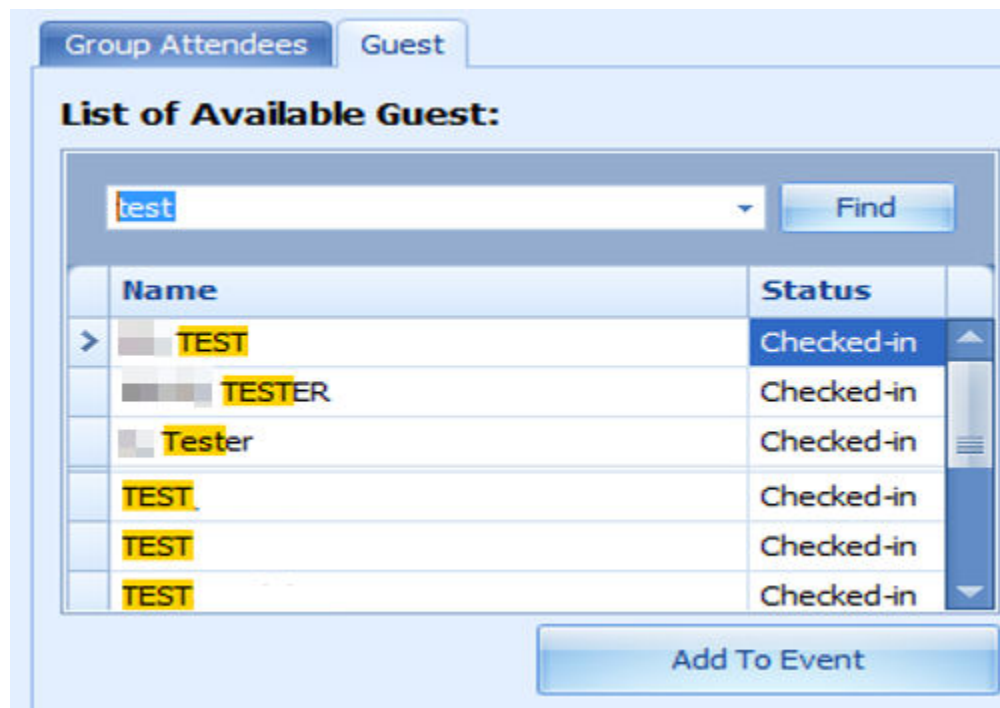 Group Attendees Guest
List of Available Guest:
test Find
Name Status
> TEST Checked-in
TESTER Checked-in
Tester Checked-in
TEST Checked-in
TEST Checked-in
TEST Checked-in
Add To Event